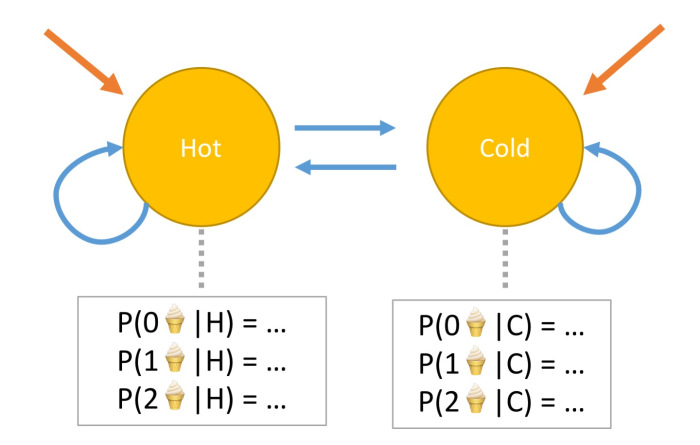 Hot
Cold
P(0🍦|H) = ...
P(1🍦|H) = ...
P(2🍦|H) = ...
P(0🍦|C) = ...
P(1🍦|C) = ...
P(2🍦|C) = ...